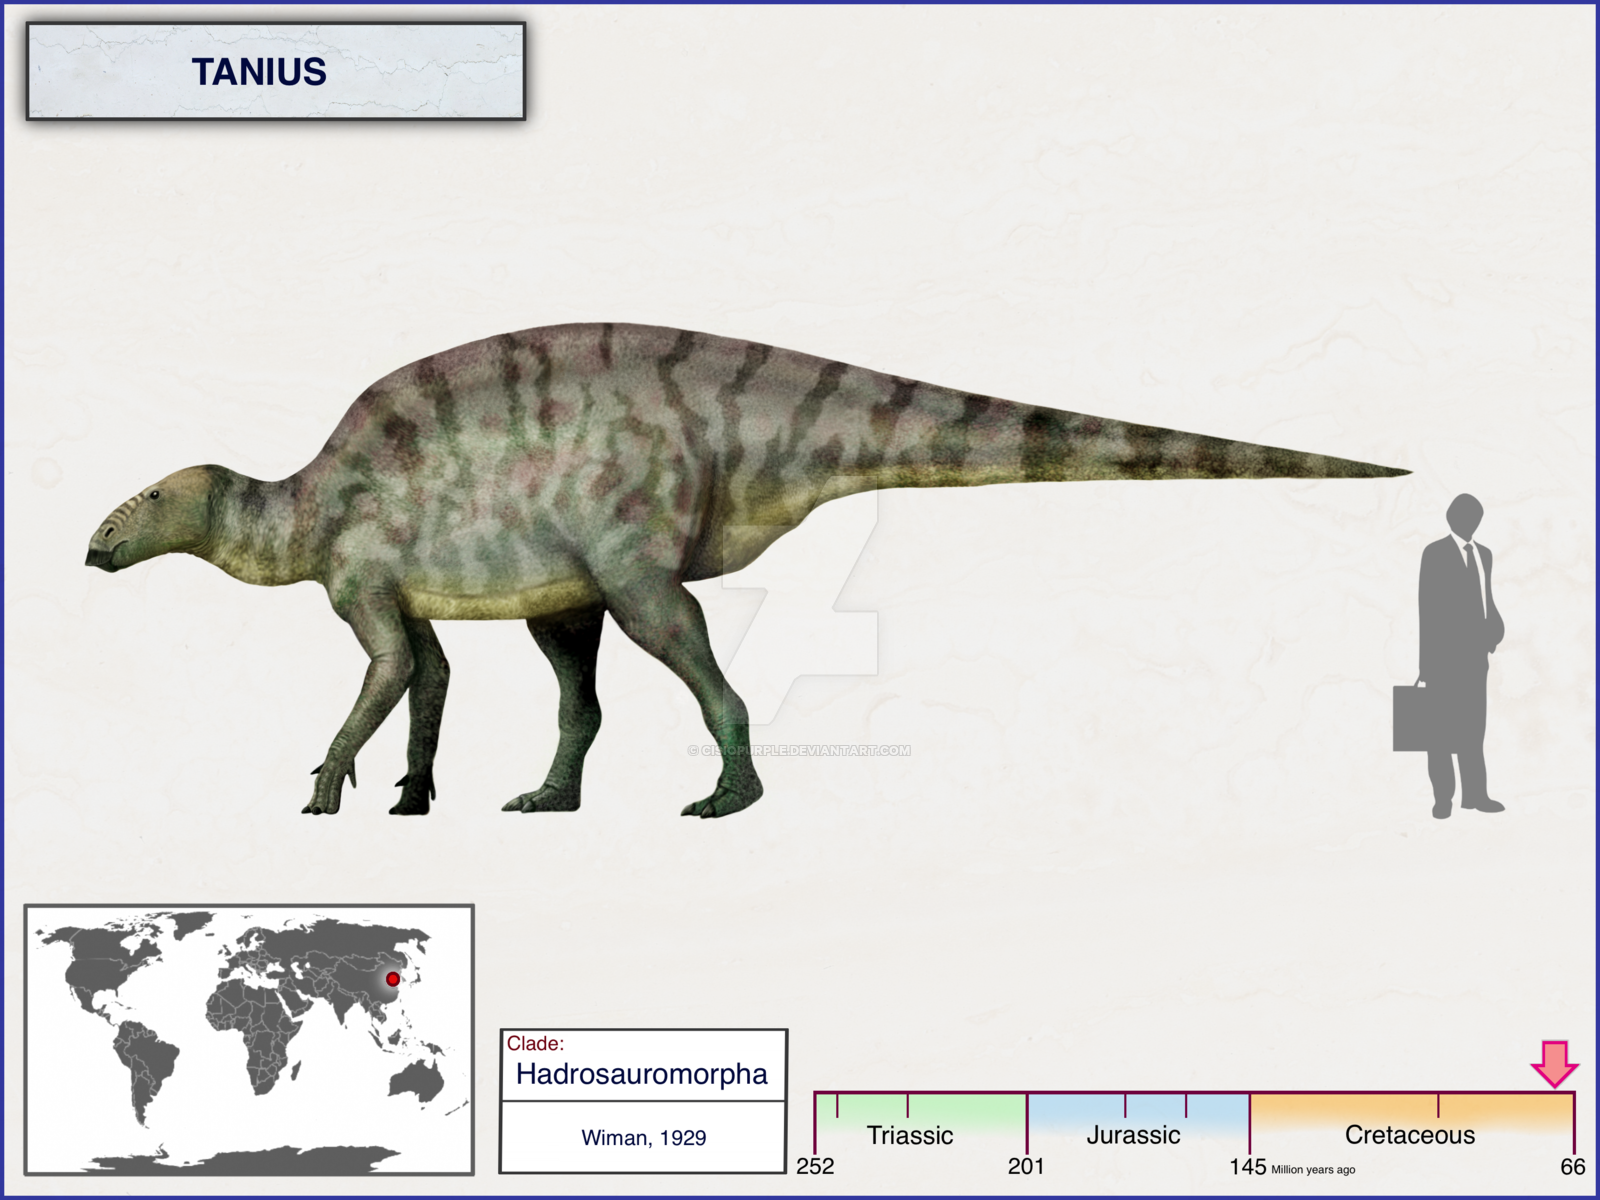 TANIUS
© CISIOPURPLE.DEVIANTART.COM
Clade:
Hadrosauromorpha
Wiman, 1929
Triassic
Jurassic
Cretaceous
252
201
145 Million years ago
66